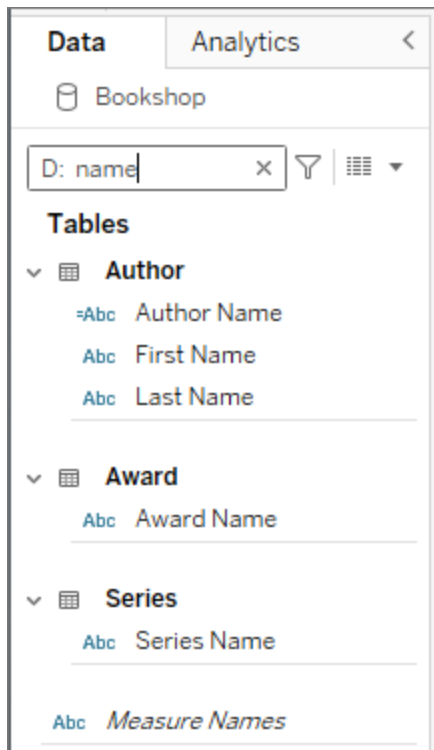 Data Analytics
Bookshop
D: name
Tables
Author
=Abc Author Name
Abc First Name
Abc Last Name
Award
Abc Award Name
Series
Abc Series Name
Abc Measure Names